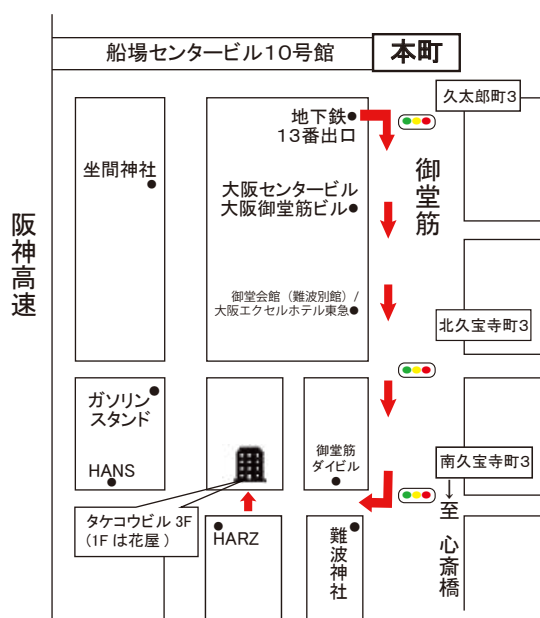 船場センタービル10号館
本町
久太郎町3
地下鉄
13番出口
坐間神社
御堂筋
大阪センタービル
大阪御堂筋ビル
阪神高速
御堂会館（難波別館）/
大阪エクセルホテル東急
北久宝寺町3
ガソリン
スタンド
御堂筋
ダイビル
HANS
南久宝寺町3
↓至 心斎橋
タケコウビル 3F
(1F は花屋 )
HARZ
難波神社